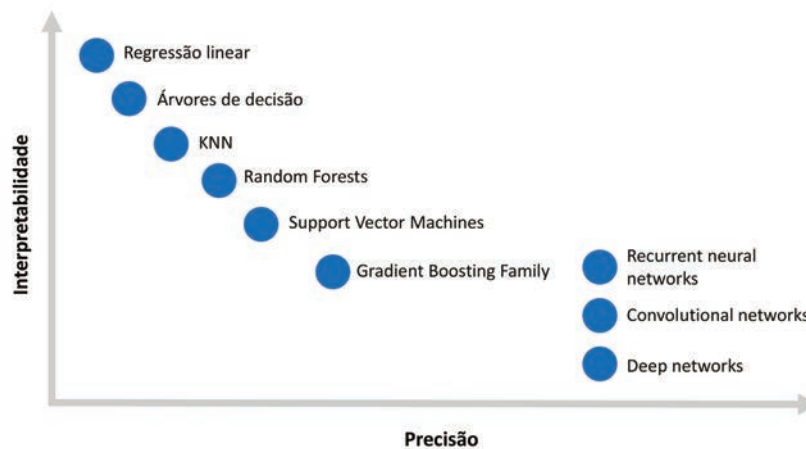 Regressão linear
Árvores de decisão
KNN
Random Forests
Support Vector Machines
Gradient Boosting Family
Recurrent neural
networks
Convolutional networks
Deep networks
Interpretabilidade
Precisão